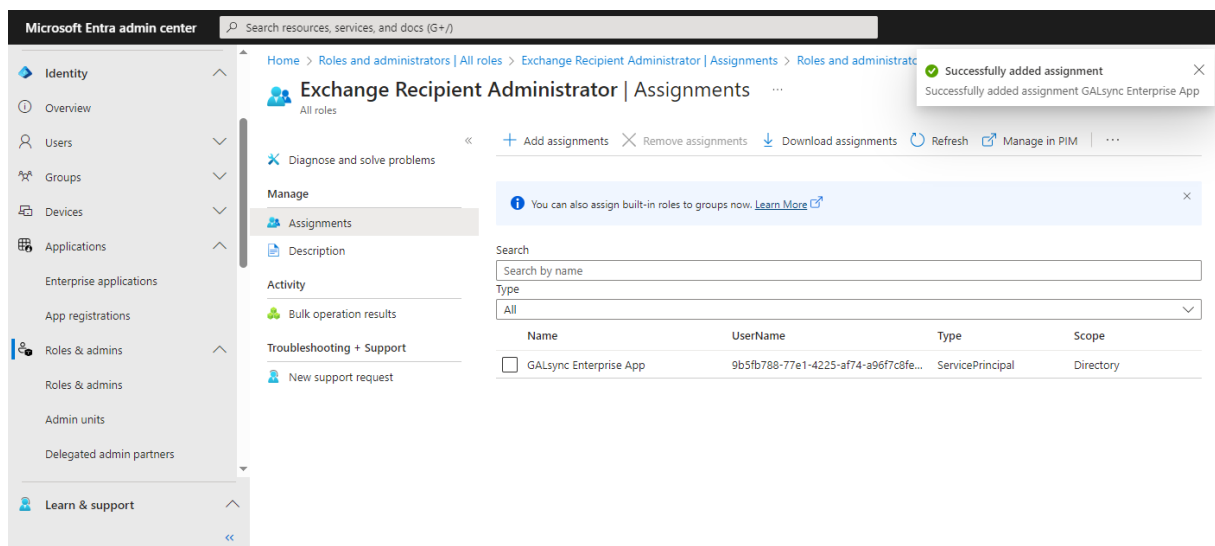 Microsoft Entra admin center
Search resources, services, and docs (G+/)
Home > Roles and administrators | All roles > Exchange Recipient Administrator | Assignments > Roles and administrato
Successfully added assignment
Successfully added assignment GALsync Enterprise App
Exchange Recipient Administrator | Assignments ...
All roles
Identity
Overview
Users
Groups
Devices
Applications
Enterprise applications
App registrations
Roles & admins
Roles & admins
Admin units
Delegated admin partners
Learn & support
«
«
Diagnose and solve problems
Manage
Assignments
Description
Activity
Bulk operation results
Troubleshooting + Support
New support request
Add assignments Remove assignments Download assignments Refresh Manage in PIM ...
You can also assign built-in roles to groups now. Learn More
Search
Search by name
Type
All
Name UserName Type Scope
GALsync Enterprise App 9b5fb788-77e1-4225-af74-a96f7c8fe... ServicePrincipal Directory